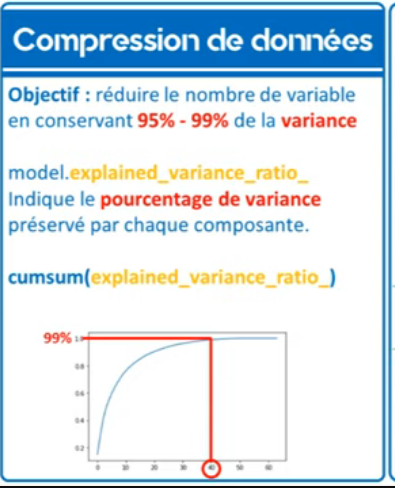 Compression de données
Objectif : réduire le nombre de variable
en conservant 95% - 99% de la variance
model.explained_variance_ratio_
Indique le pourcentage de variance
préservé par chaque composante.
cumsum(explained_variance_ratio_)
99% 1.0
0.8
0.6
0.4
0.2
0 10 20 30 40 50 60